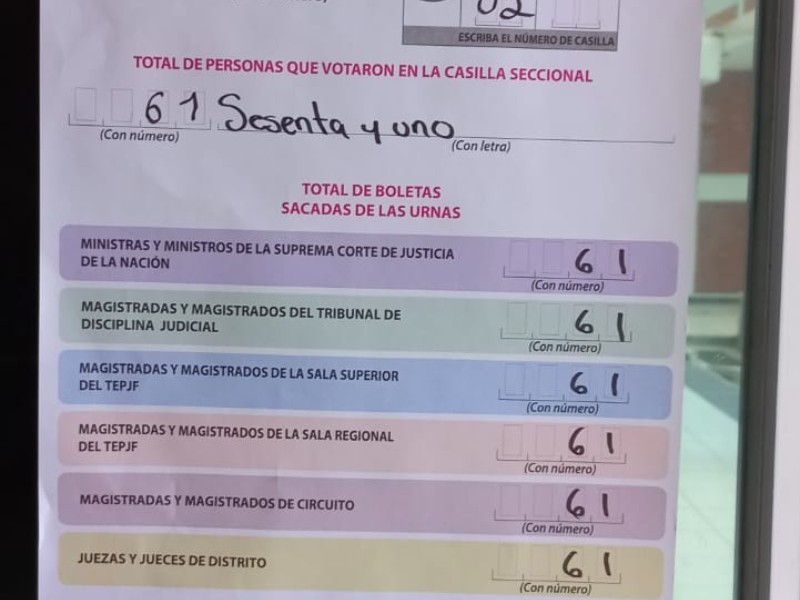 02
ESCRIBA EL NÚMERO DE CASILLA
TOTAL DE PERSONAS QUE VOTARON EN LA CASILLA SECCIONAL
61 Sesenta y uno
(Con número) (Con letra)
TOTAL DE BOLETAS
SACADAS DE LAS URNAS
MINISTRAS Y MINISTROS DE LA SUPREMA CORTE DE JUSTICIA
DE LA NACIÓN
61
(Con número)
MAGISTRADAS Y MAGISTRADOS DEL TRIBUNAL DE
DISCIPLINA JUDICIAL
61
(Con número)
MAGISTRADAS Y MAGISTRADOS DE LA SALA SUPERIOR
DEL TEPJF
61
(Con número)
MAGISTRADAS Y MAGISTRADOS DE LA SALA REGIONAL
DEL TEPJF
61
(Con número)
MAGISTRADAS Y MAGISTRADOS DE CIRCUITO
61
(Con número)
JUEZAS Y JUECES DE DISTRITO
61
(Con número)